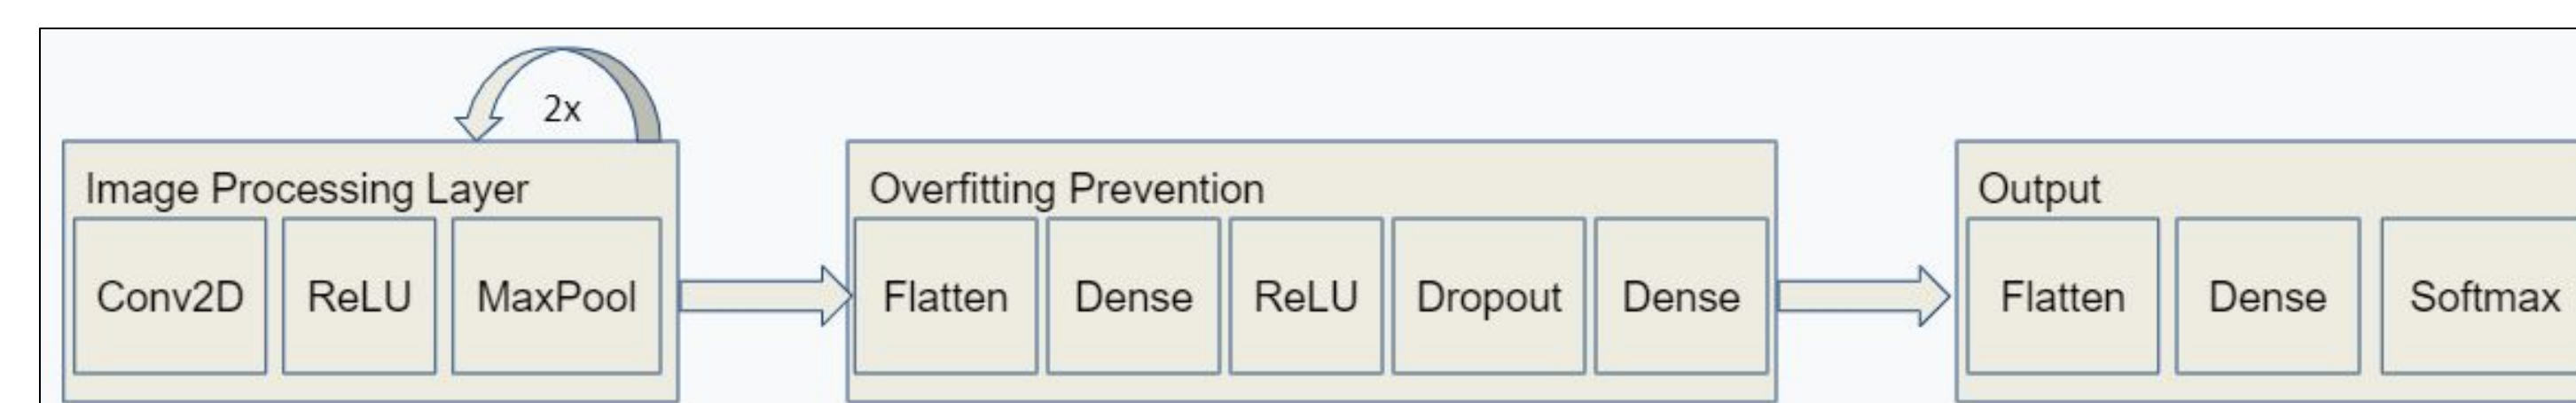 2x
Image Processing Layer
Conv2D ReLU MaxPool
Overfitting Prevention
Flatten Dense ReLU Dropout Dense
Output
Flatten Dense Softmax